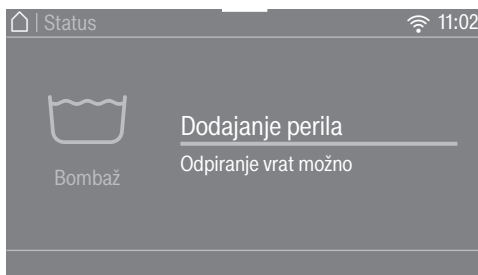 | Status 11:02
Dodajanje perila
Odpiranje vrat možno
Bombaž